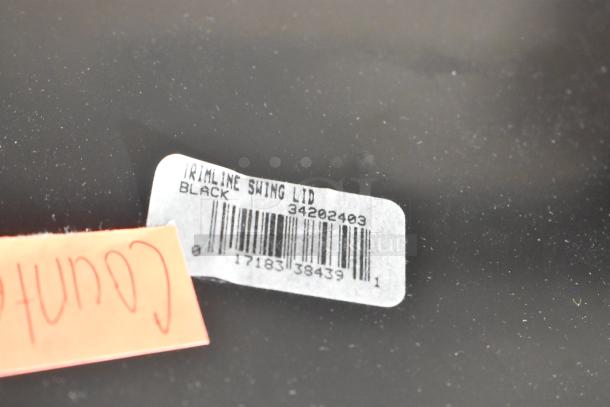 TRIMLINE SWING LID
BLACK
34202403
0 17183 38439 1
Count